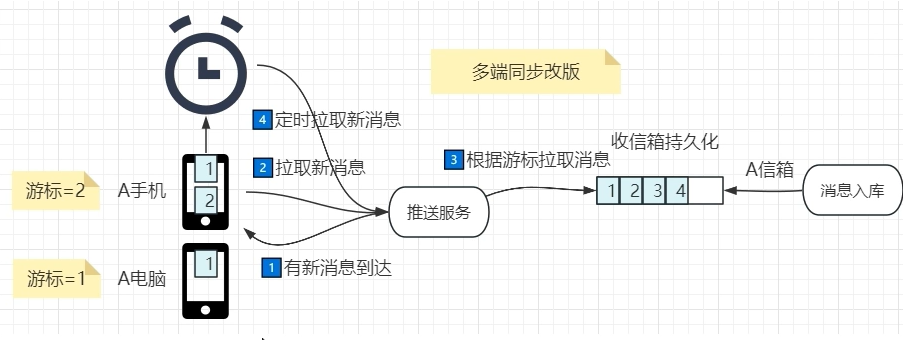 多端同步改版
4 定时拉取新消息
收信箱持久化
2 拉取新消息
3 根据游标拉取消息
1
游标=2
A手机
2
1 2 3 4
A信箱
消息入库
推送服务
1 有新消息到达
游标=1
A电脑
1